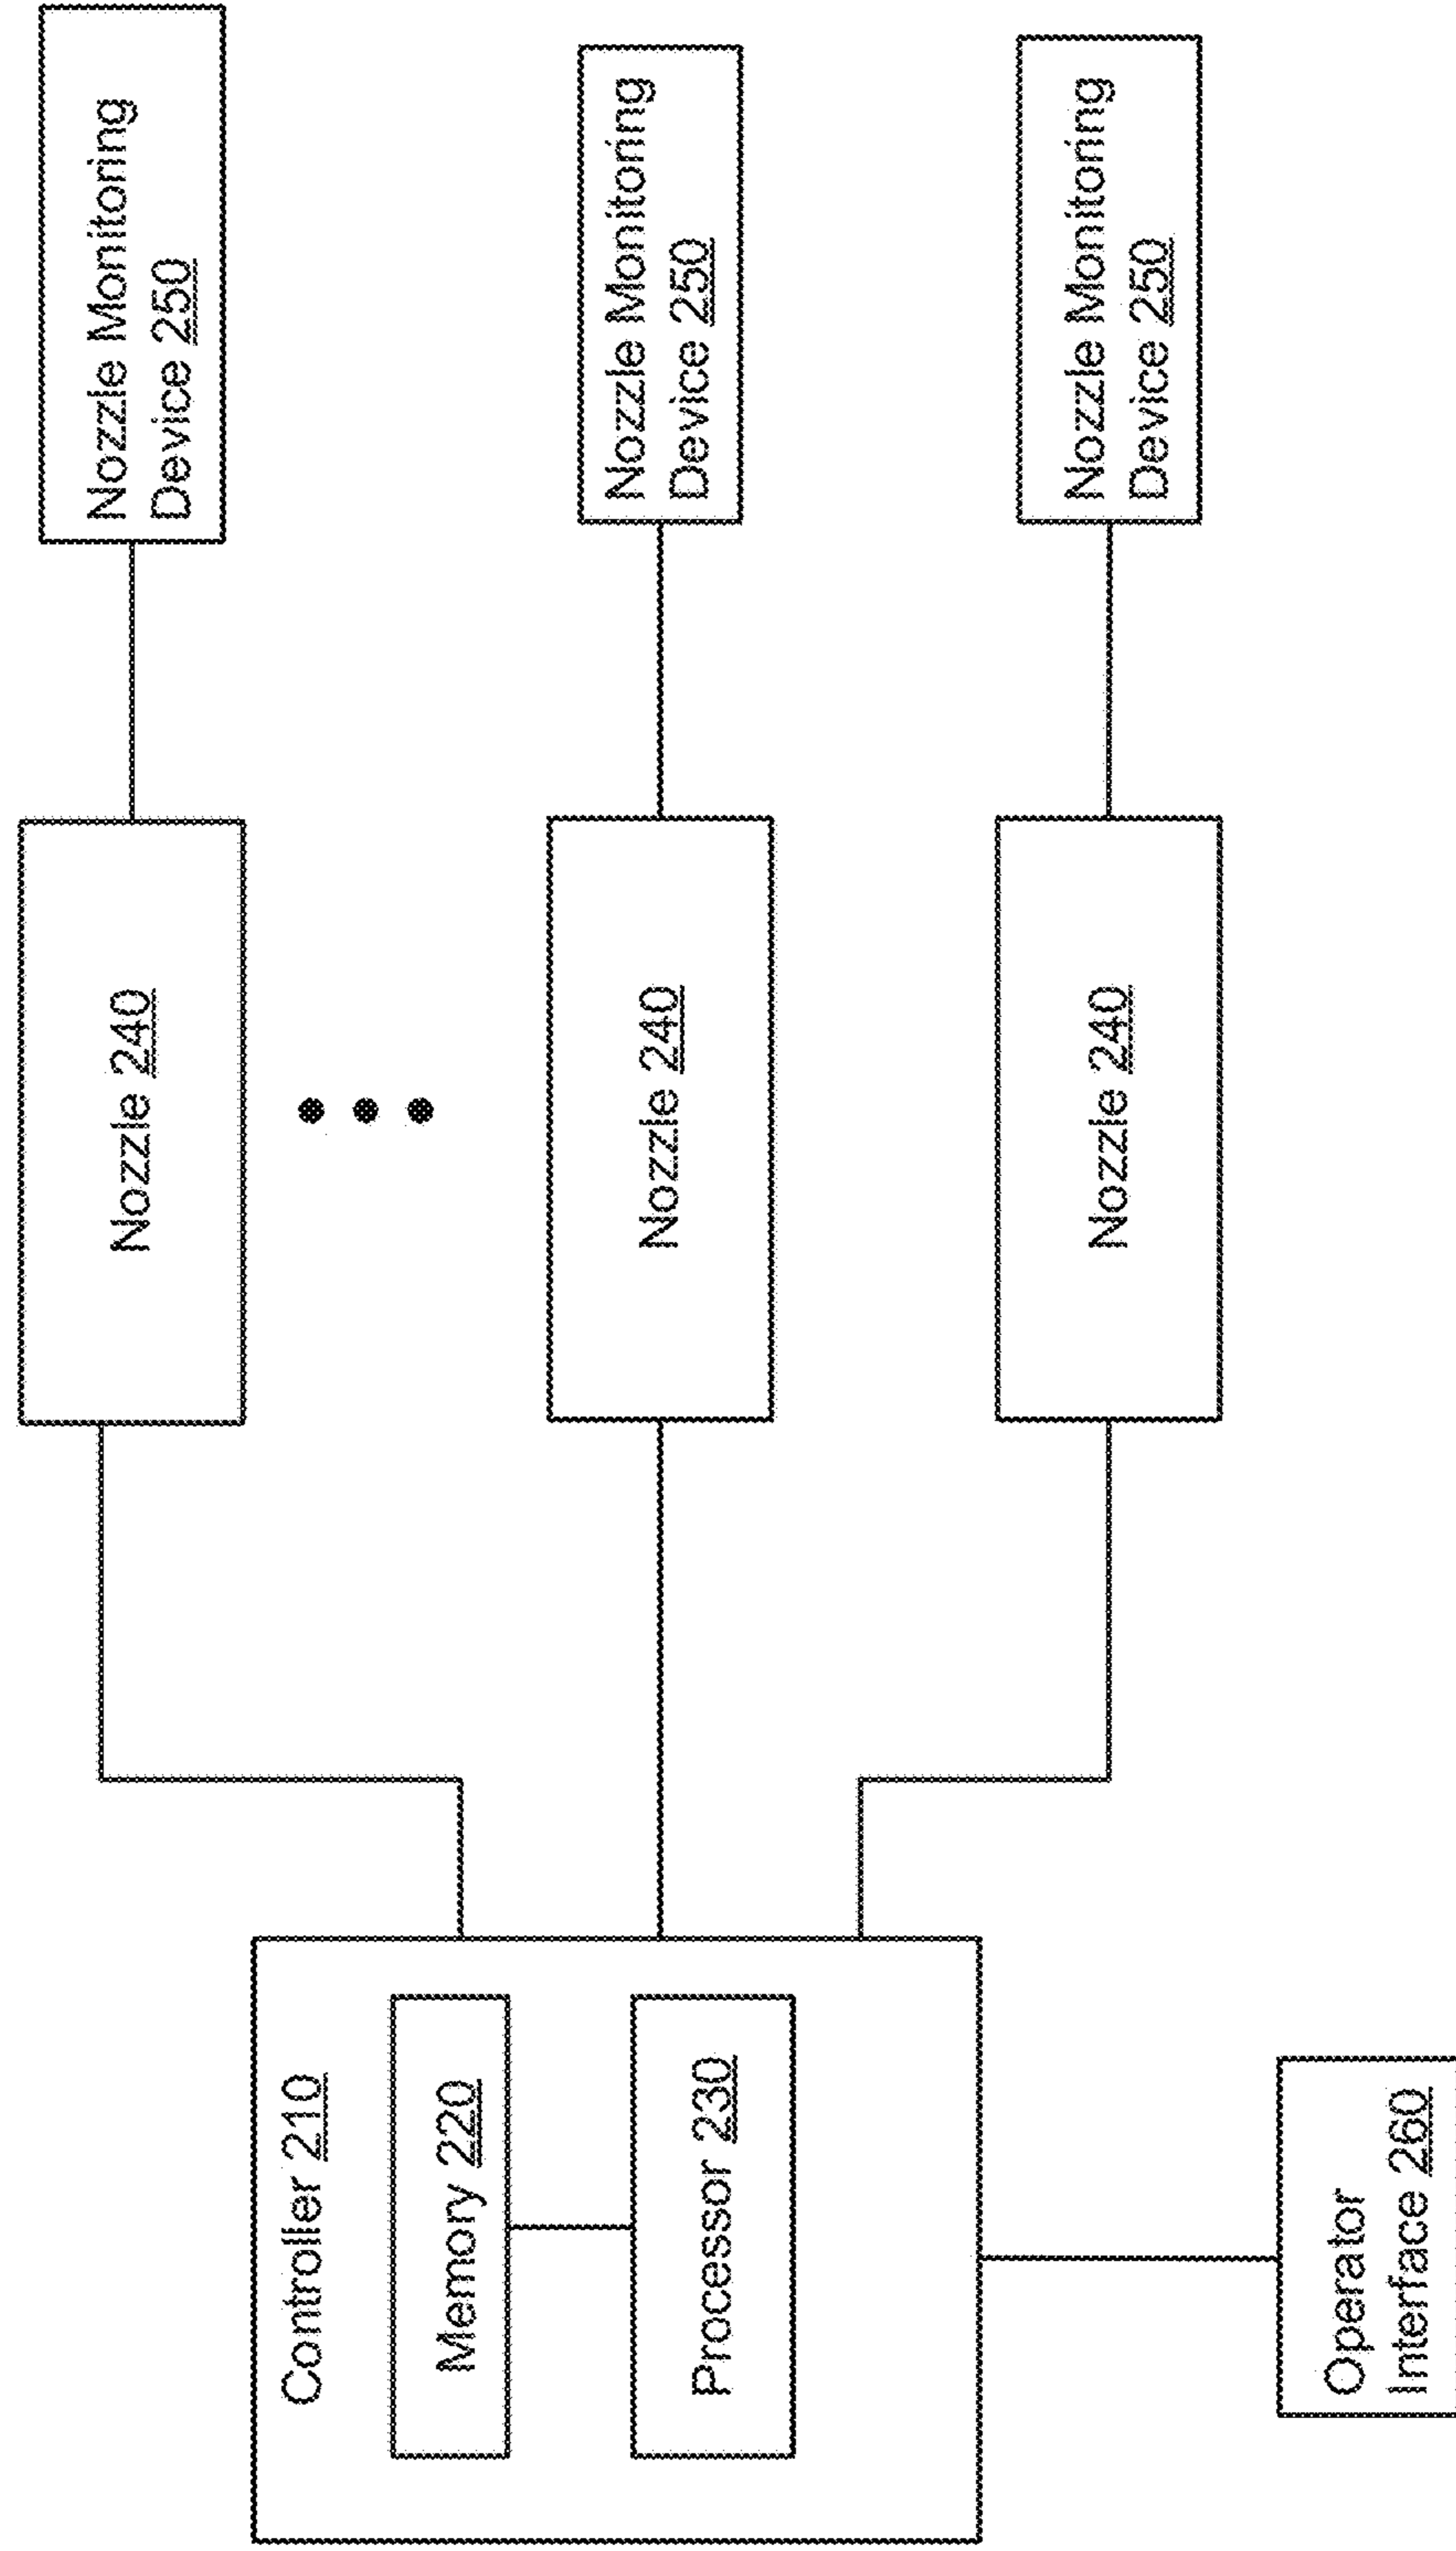 Controller 210
Memory 220
Processor 230
Operator
Interface 260
Nozzle 240
Nozzle 240
Nozzle 240
Nozzle Monitoring
Device 250
Nozzle Monitoring
Device 250
Nozzle Monitoring
Device 250